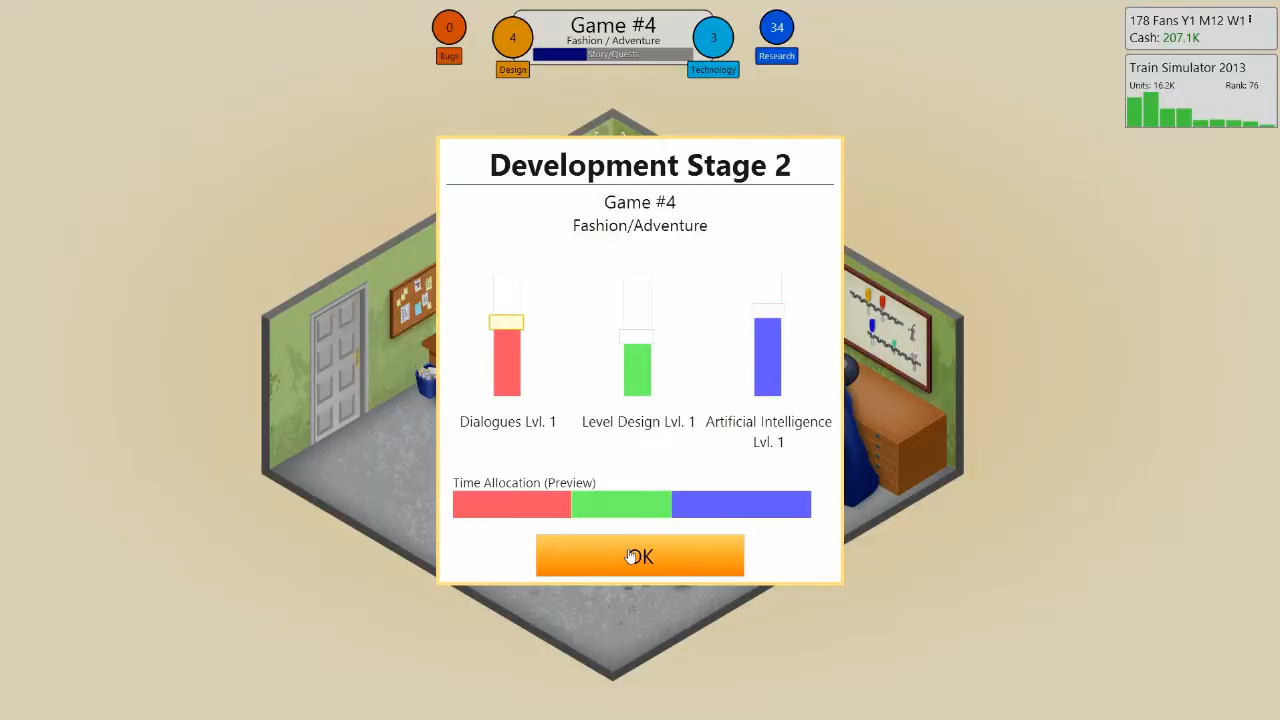 0
Bugs
4
Design
Game #4
Fashion / Adventure
Story/Quests
3
Technology
34
Research
178 Fans Y1 M12 W1
Cash: 207.1K
Train Simulator 2013
Units: 16.2K
Rank: 76
Development Stage 2
Game #4
Fashion/Adventure
Dialogues Lvl. 1
Level Design Lvl. 1
Artificial Intelligence
Lvl. 1
Time Allocation (Preview)
OK